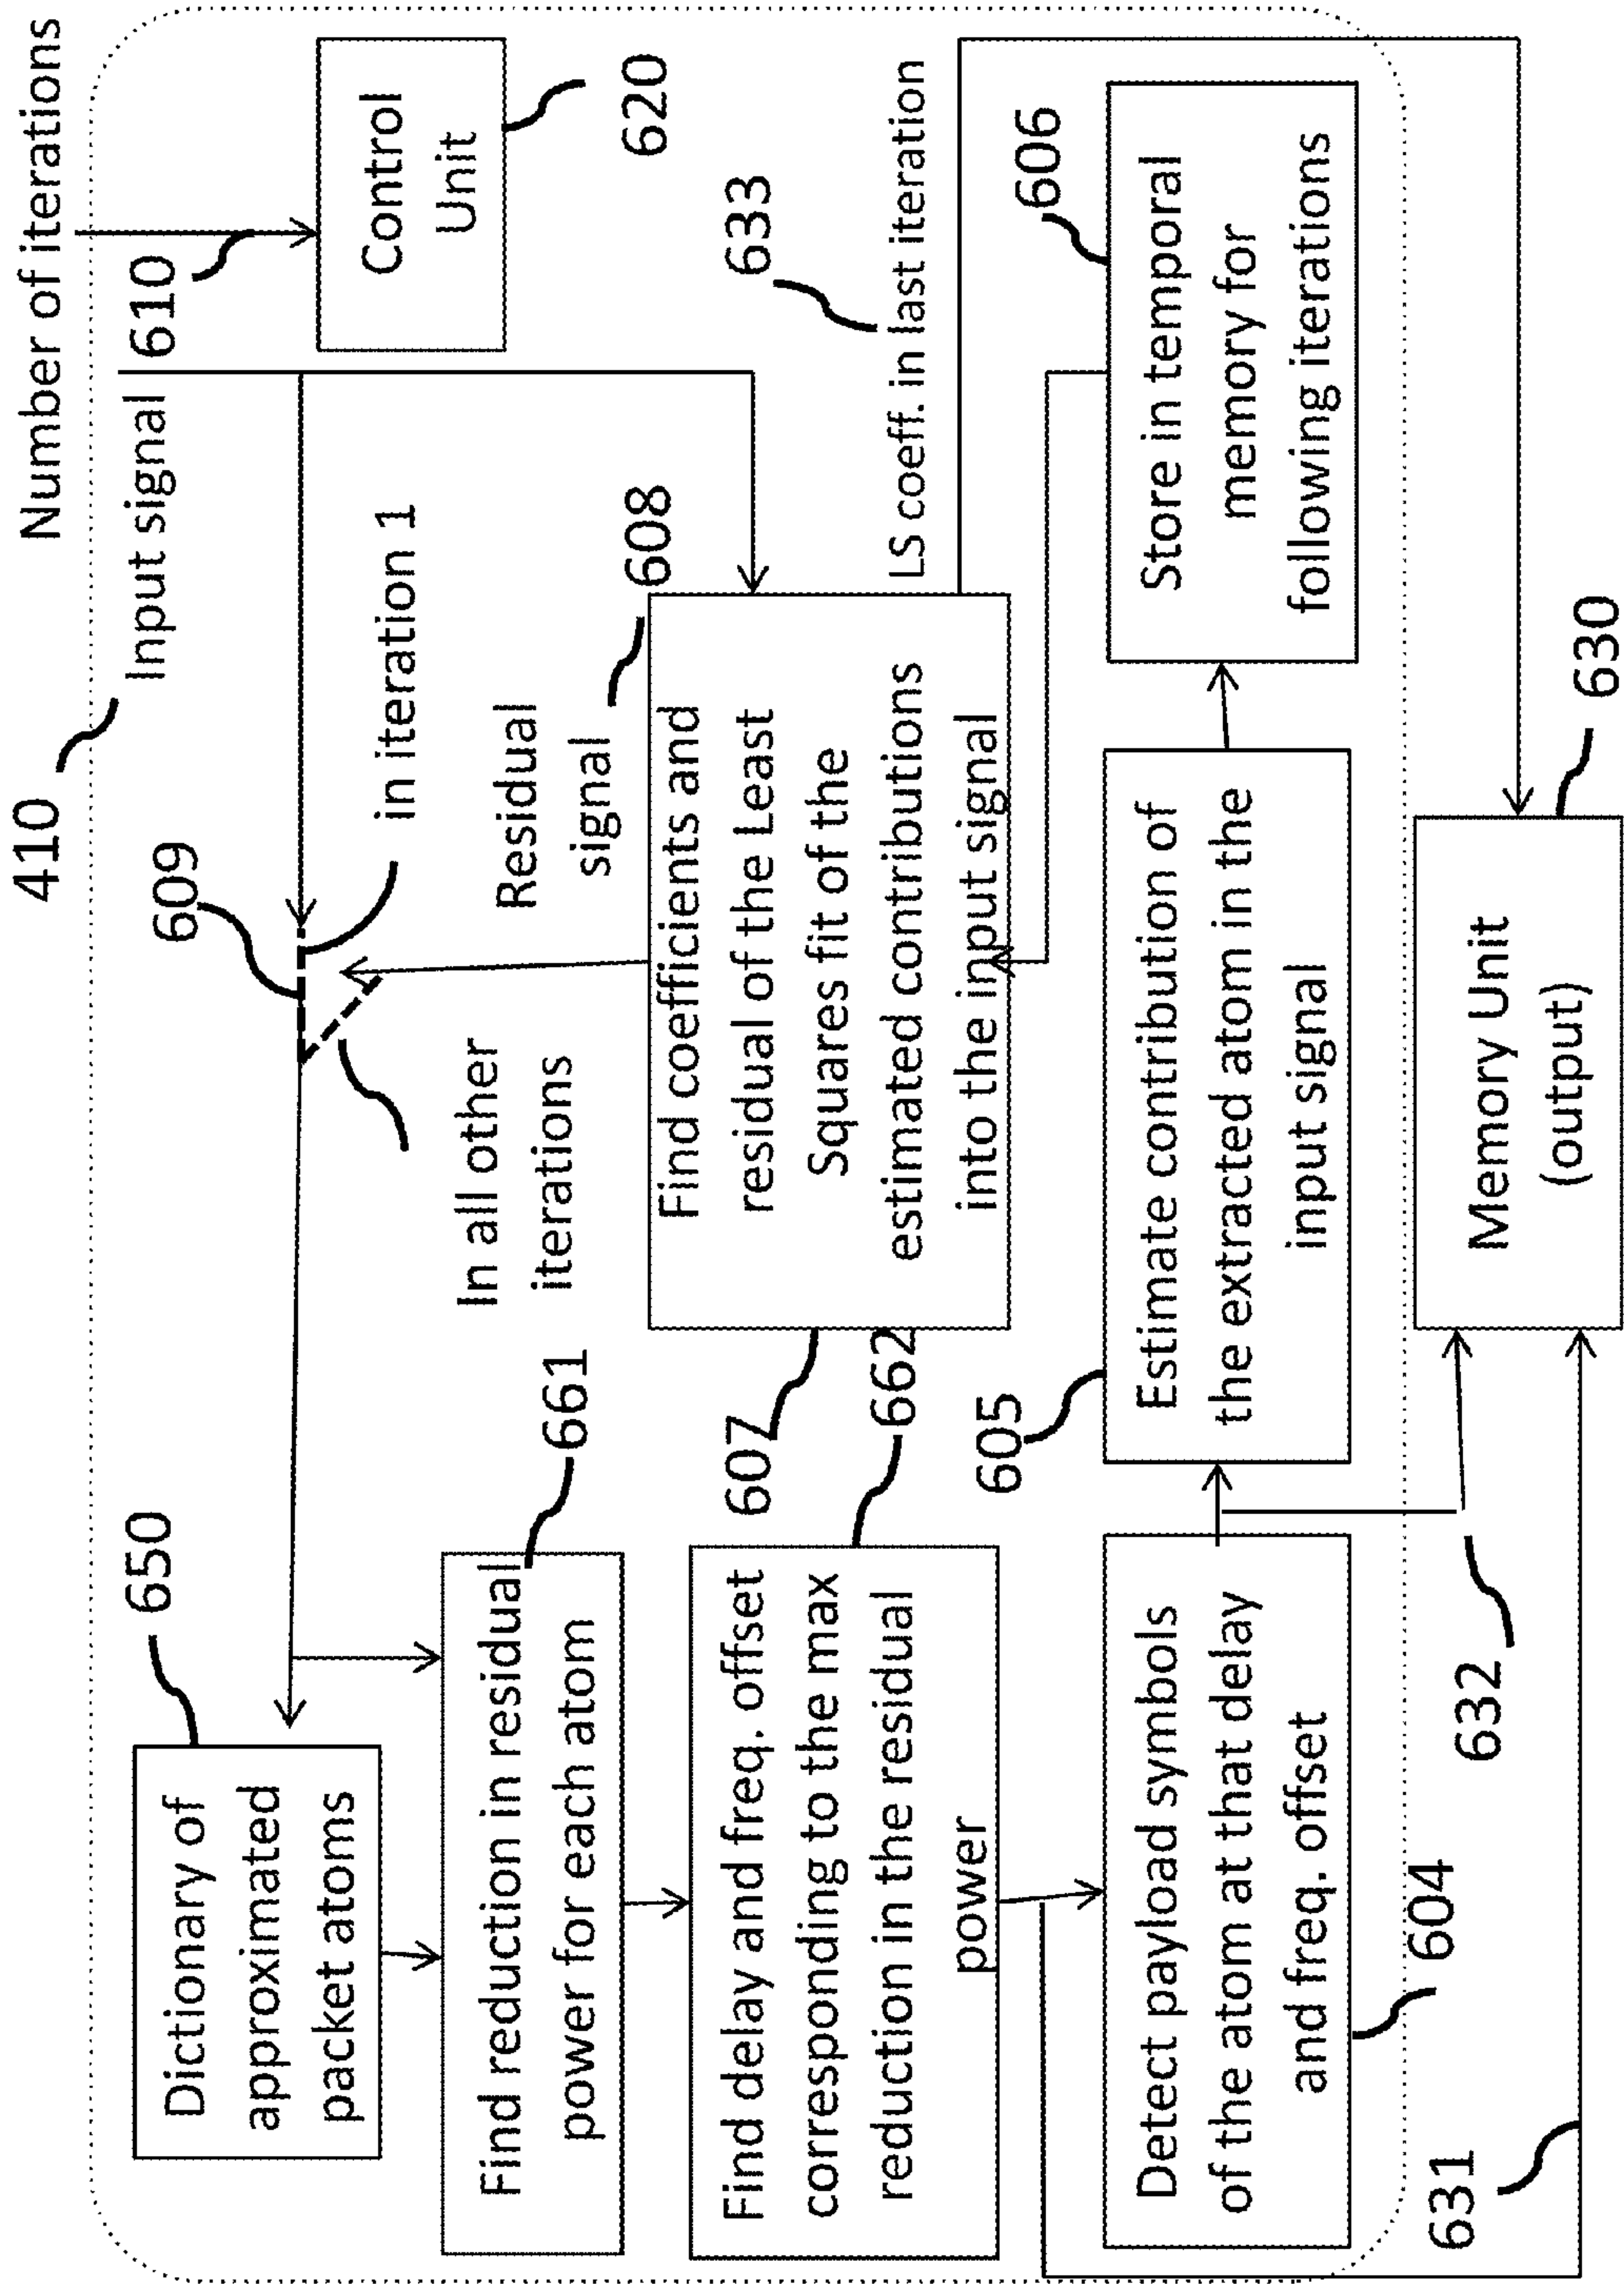 Number of iterations
410
Input signal
610
Control
Unit
620
609
in iteration 1
650
Dictionary of
approximated
packet atoms
In all other
iterations
Residual
signal
608
661
Find reduction in residual
power for each atom
Find coefficients and
residual of the Least
Squares fit of the
estimated contributions
into the input signal
607
633
LS coeff. in last iteration
662
Find delay and freq. offset
corresponding to the max
reduction in the residual
power
605
606
Detect payload symbols
of the atom at that delay
and freq. offset
604
Estimate contribution of
the extracted atom in the
input signal
Store in temporal
memory for
following iterations
632
631
Memory Unit
(output)
630